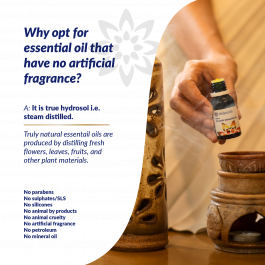 Why opt for
essential oil that
have no artificial
fragrance?
A: It is true hydrosol i.e.
steam distilled.
Truly natural essentail oils are
produced by distilling fresh
flowers, leaves, fruits, and
other plant materials.
No parabens
No sulphates/SLS
No silicones
No animal by products
No animal cruelty
No artificial fragrance
No petroleum
No mineral oil